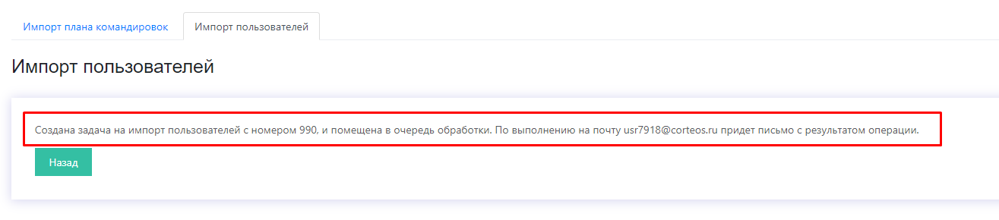 Импорт плана командировок Импорт пользователей
Импорт пользователей
Создана задача на импорт пользователей с номером 990, и помещена в очередь обработки. По выполнению на почту usr7918@corteos.ru придет письмо с результатом операции.
Назад